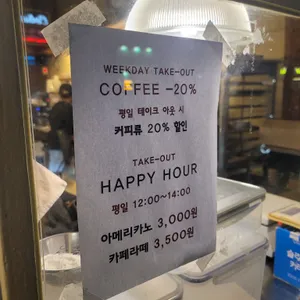 WEEKDAY TAKE-OUT
COFFEE -20%
평일 테이크 아웃 시
커피류 20% 할인
TAKE-OUT
HAPPY HOUR
평일 12:00~14:00
아메리카노 3,000원
카페라떼 3,500원